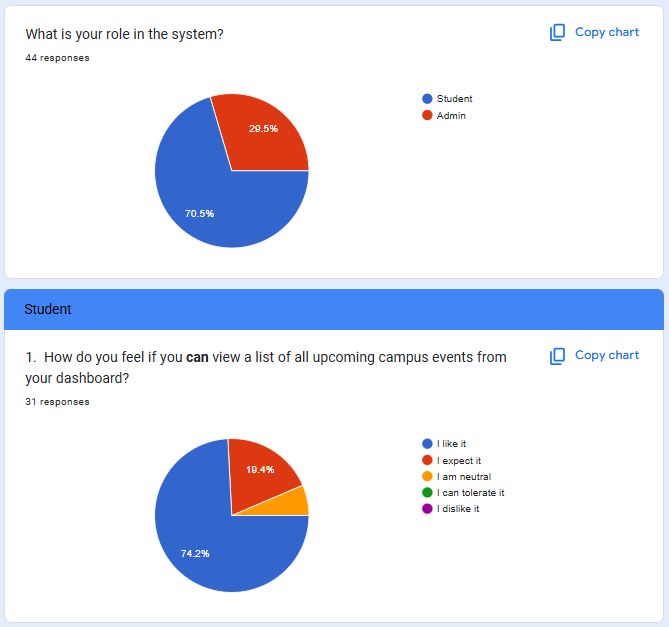 What is your role in the system?
Copy chart
44 responses
29.5%
70.5%
Student
Admin
Student
1. How do you feel if you can view a list of all upcoming campus events from
your dashboard?
Copy chart
31 responses
19.4%
74.2%
I like it
I expect it
I am neutral
I can tolerate it
I dislike it